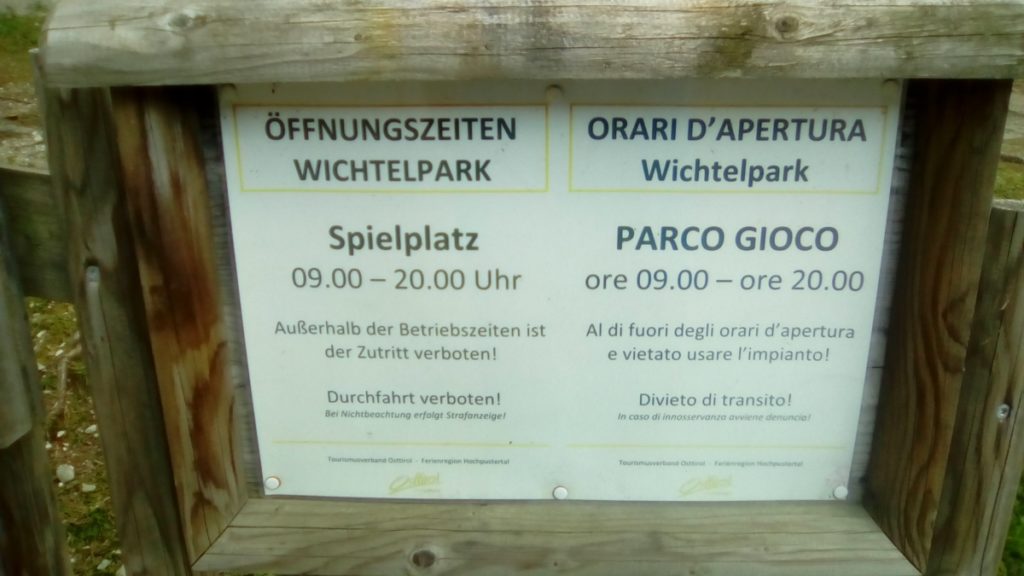 ÖFFNUNGSZEITEN
WICHTELPARK
Spielplatz
09.00 – 20.00 Uhr
Außerhalb der Betriebszeiten ist
der Zutritt verboten!
Durchfahrt verboten!
Bei Nichtbeachtung erfolgt Strafanzeige!
Tourismusverband Osttirol - Ferienregion Hochpustertal
Osttirol
ORARI D'APERTURA
Wichtelpark
PARCO GIOCO
ore 09.00 – ore 20.00
Al di fuori degli orari d'apertura
e vietato usare l'impianto!
Divieto di transito!
In caso di innosservanza avviene denuncia!
Tourismusverband Osttirol - Ferienregion Hochpustertal
Osttirol